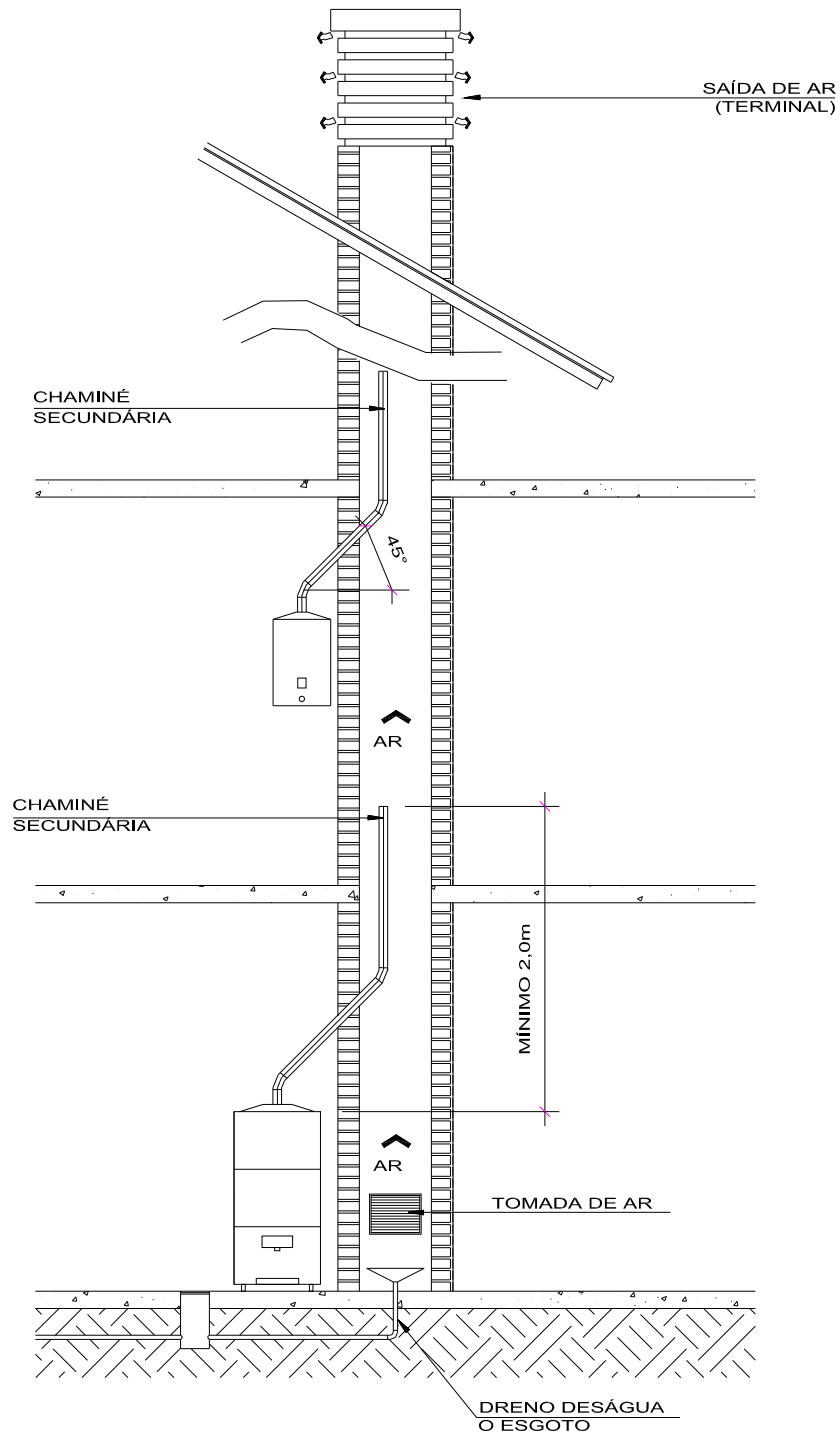 SAÍDA DE AR
(TERMINAL)
CHAMINÉ
SECUNDÁRIA
45°
AR
CHAMINÉ
SECUNDÁRIA
MÍNIMO 2,0m
AR
TOMADA DE AR
DRENO DESÁGUA
O ESGOTO